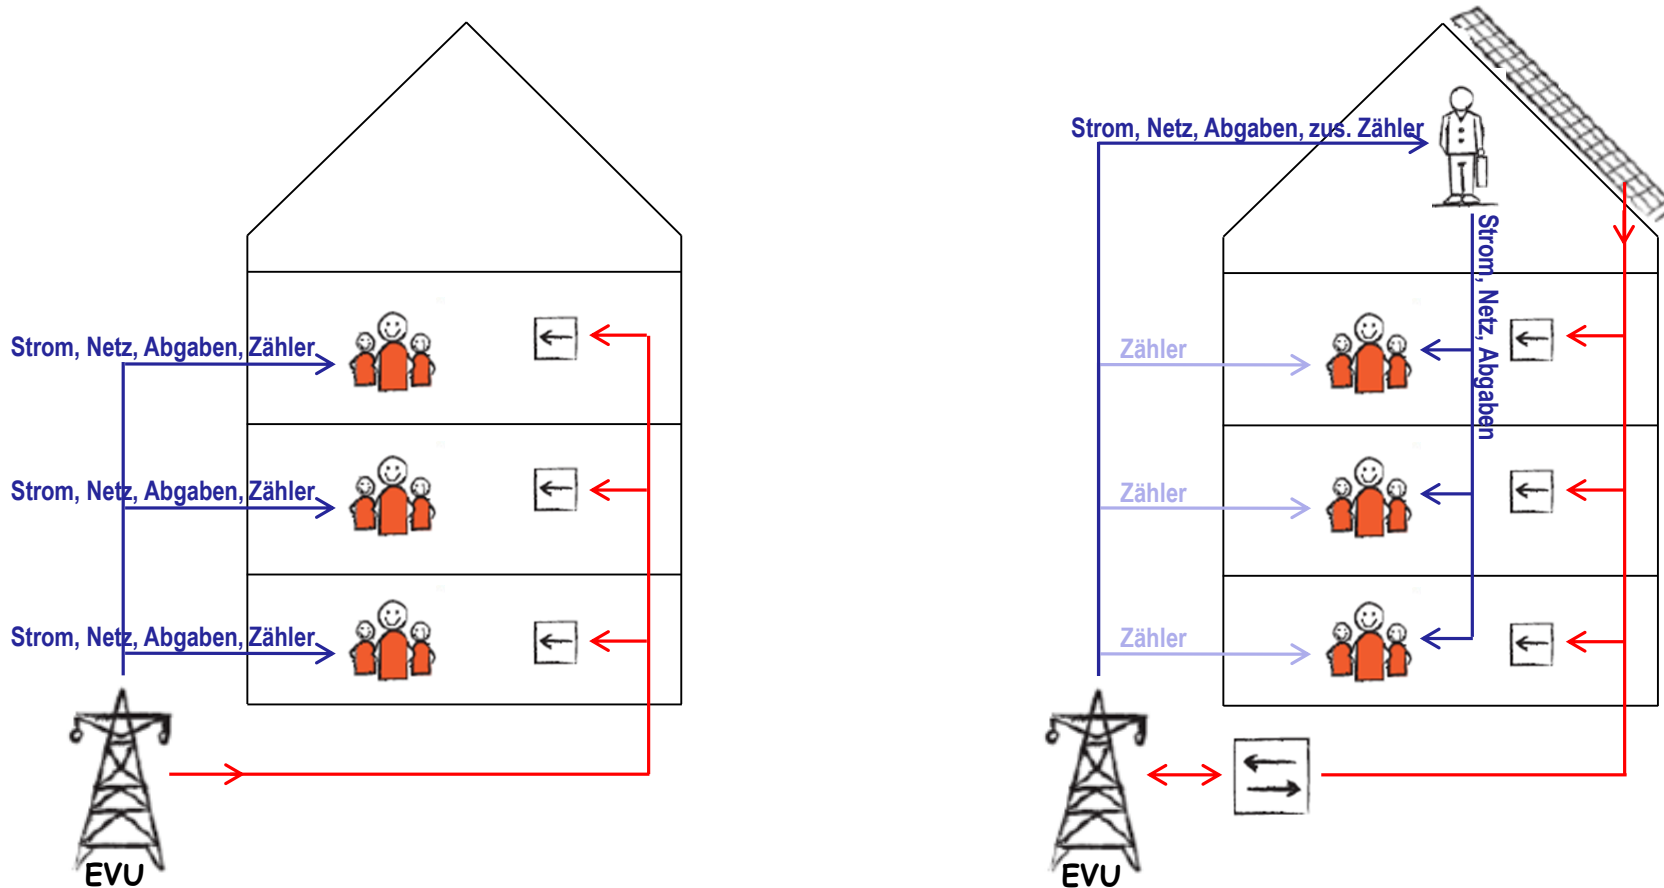 Strom, Netz, Abgaben, Zähler
Strom, Netz, Abgaben, Zähler
Strom, Netz, Abgaben, Zähler
EVU
Strom, Netz, Abgaben, zus. Zähler
Strom, Netz, Abgaben
Zähler
Zähler
Zähler
EVU